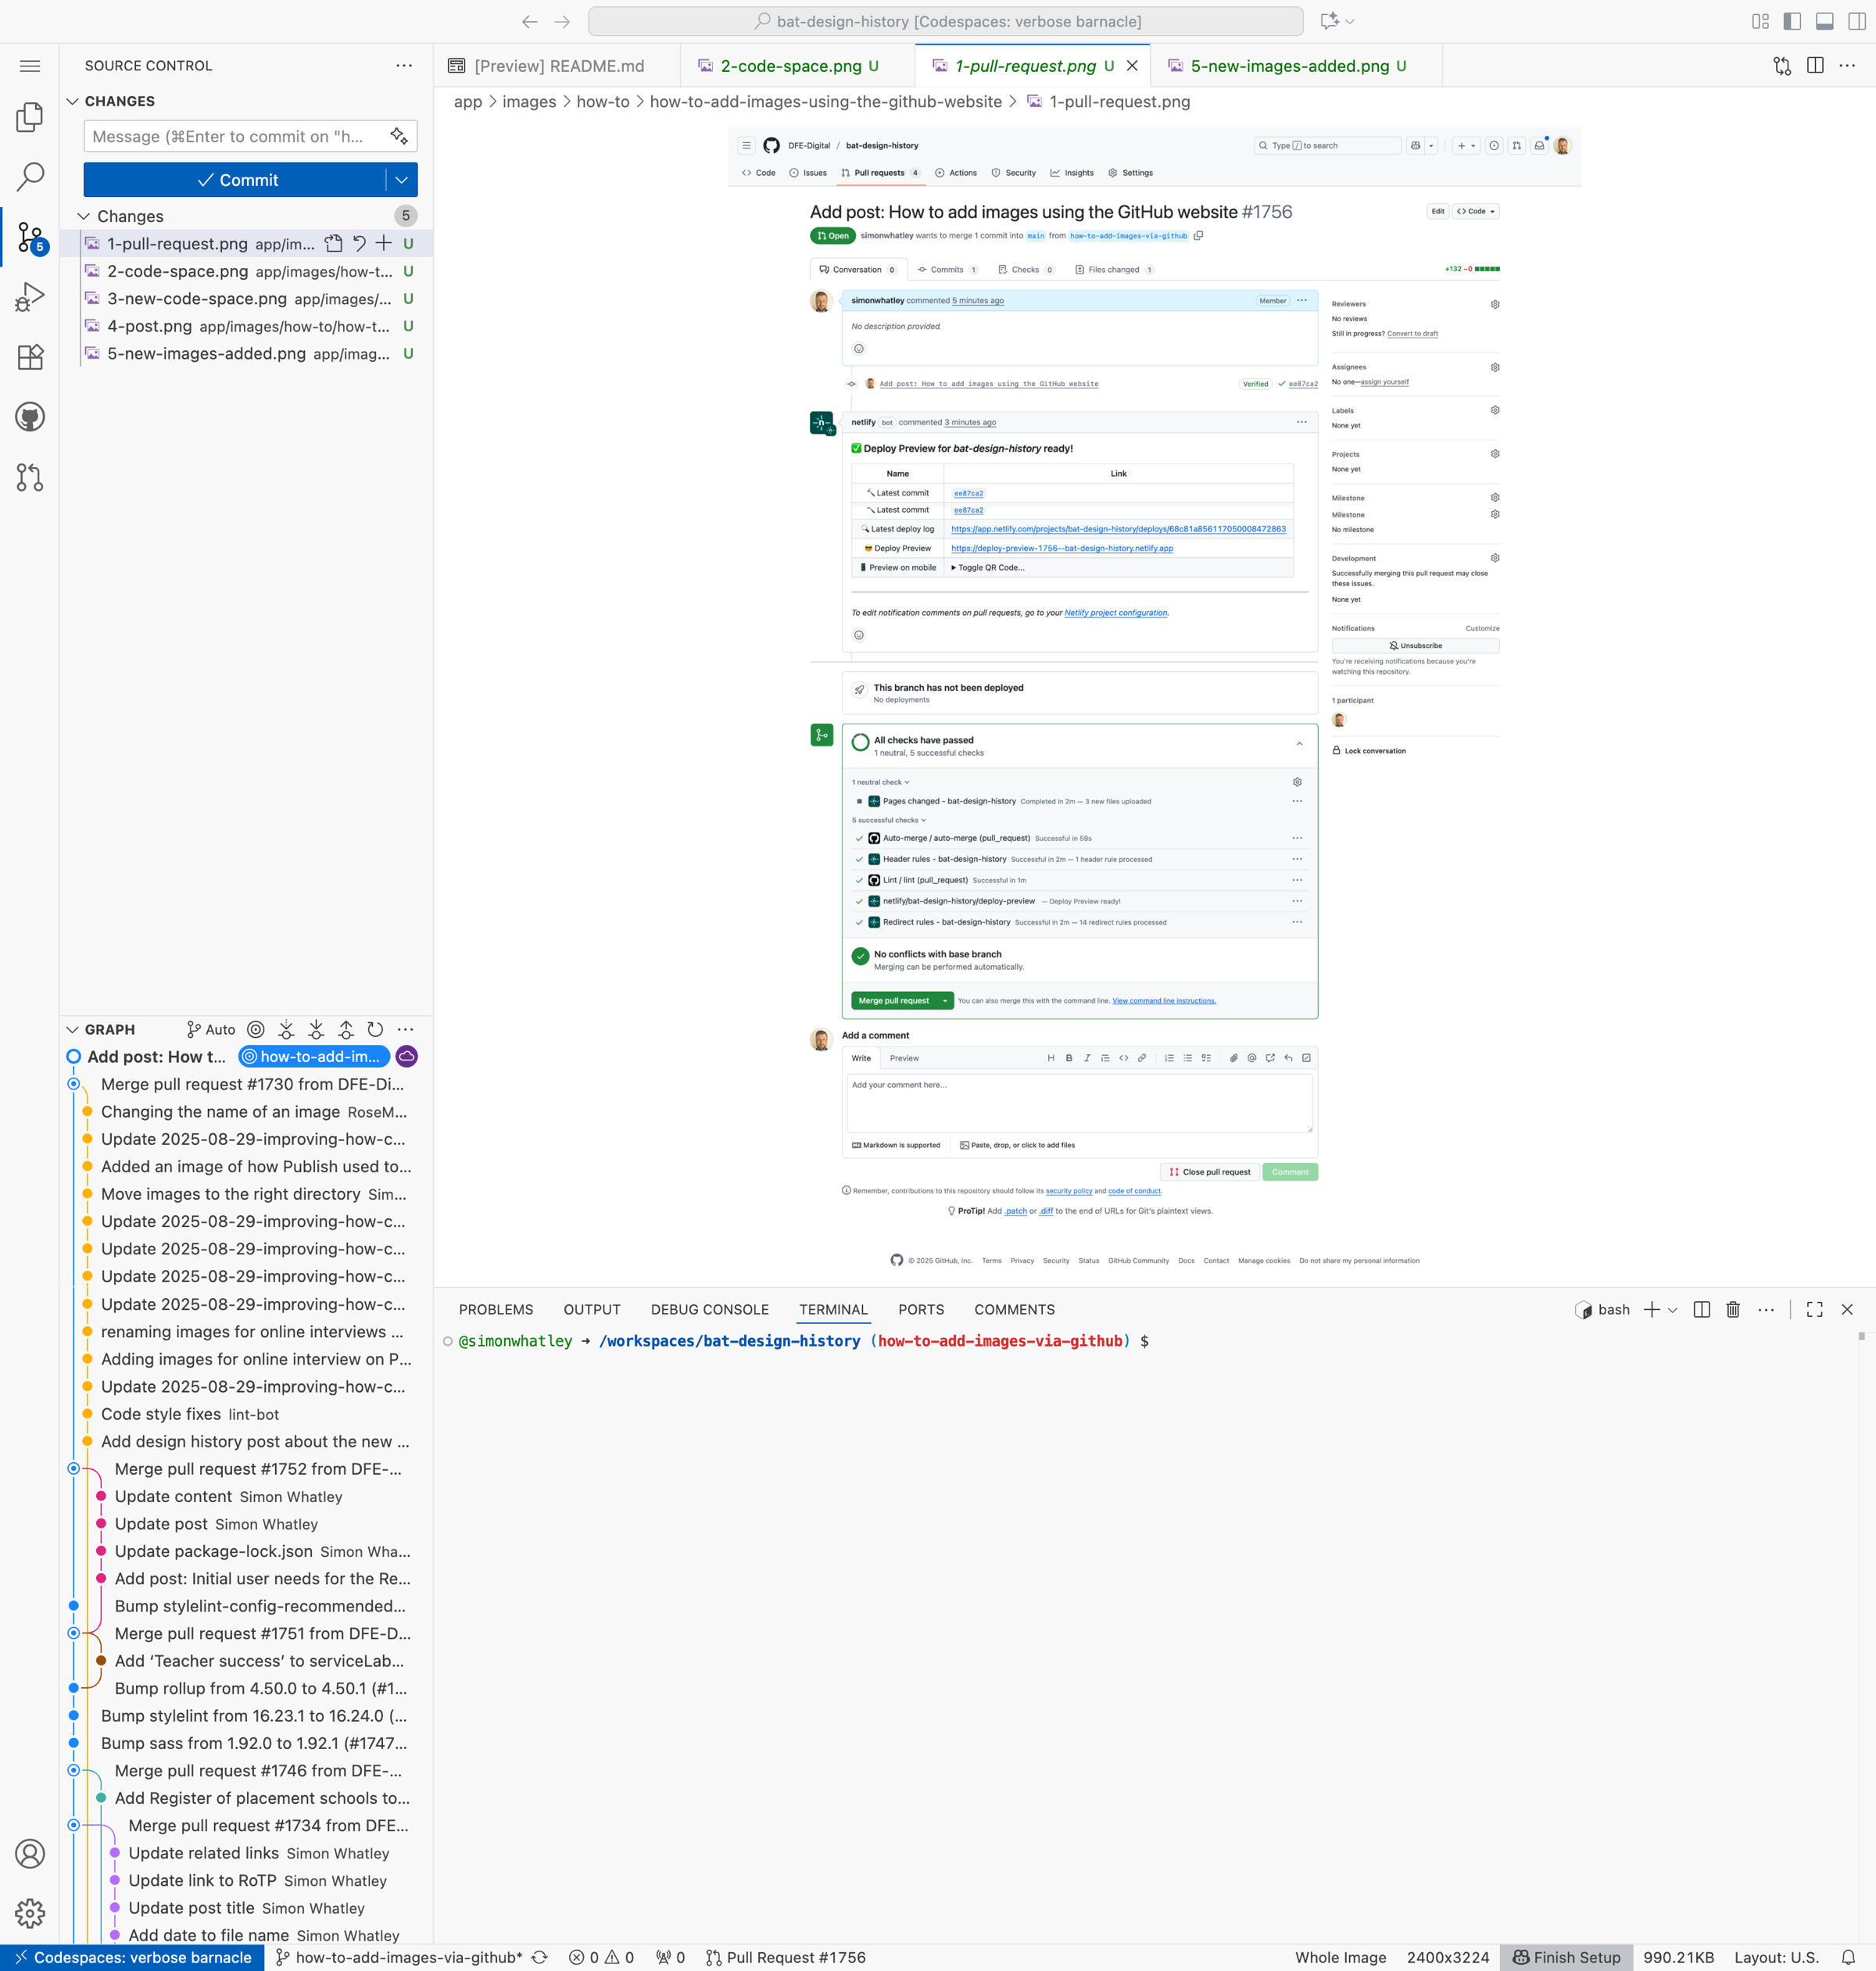 bat-design-history [Codespaces: verbose barnacle]
SOURCE CONTROL
CHANGES
Message (⌘Enter to commit on "h...
Commit
Changes 5
1-pull-request.png app/im... U
2-code-space.png app/images/how-t... U
3-new-code-space.png app/images/... U
4-post.png app/images/how-to/how-t... U
5-new-images-added.png app/imag... U
5
GRAPH Auto
Add post: How t... how-to-add-im...
Merge pull request #1730 from DFE-Di...
Changing the name of an image RoseM...
Update 2025-08-29-improving-how-c...
Added an image of how Publish used to...
Move images to the right directory Sim...
Update 2025-08-29-improving-how-c...
Update 2025-08-29-improving-how-c...
Update 2025-08-29-improving-how-c...
Update 2025-08-29-improving-how-c...
renaming images for online interviews ...
Adding images for online interview on P...
Update 2025-08-29-improving-how-c...
Code style fixes lint-bot
Add design history post about the new ...
Merge pull request #1752 from DFE-...
Update content Simon Whatley
Update post Simon Whatley
Update package-lock.json Simon Wha...
Add post: Initial user needs for the Re...
Bump stylelint-config-recommended...
Merge pull request #1751 from DFE-D...
Add ‘Teacher success’ to serviceLab...
Bump rollup from 4.50.0 to 4.50.1 (#1...
Bump stylelint from 16.23.1 to 16.24.0 (...
Bump sass from 1.92.0 to 1.92.1 (#1747...
Merge pull request #1746 from DFE-...
Add Register of placement schools to...
Merge pull request #1734 from DFE...
Update related links Simon Whatley
Update link to RoTP Simon Whatley
Update post title Simon Whatley
Add date to file name Simon Whatley
[Preview] README.md 2-code-space.png U 1-pull-request.png U 5-new-images-added.png U
app > images > how-to > how-to-add-images-using-the-github-website > 1-pull-request.png
DFE-Digital / bat-design-history Type / to search
Code Issues Pull requests 4 Actions Security Insights Settings
Add post: How to add images using the GitHub website #1756 Edit <> Code
Open simonwhatley wants to merge 1 commit into main from how-to-add-images-via-github
Conversation 0 Commits 1 Checks 0 Files changed 1 +132 −0
simonwhatley commented 5 minutes ago Member
No description provided.
Add post: How to add images using the GitHub website Verified ee87ca2
netlify bot commented 3 minutes ago
✅ Deploy Preview for bat-design-history ready!
Name Link
🔨 Latest commit ee87ca2
🔨 Latest commit ee87ca2
🔍 Latest deploy log https://app.netlify.com/projects/bat-design-history/deploys/68c81a856117050008472863
😎 Deploy Preview https://deploy-preview-1756--bat-design-history.netlify.app
📱 Preview on mobile ▶ Toggle QR Code...
To edit notification comments on pull requests, go to your Netlify project configuration.
This branch has not been deployed
No deployments
All checks have passed
1 neutral, 5 successful checks
1 neutral check
Pages changed - bat-design-history Completed in 2m — 3 new files uploaded
5 successful checks
Auto-merge / auto-merge (pull_request) Successful in 59s
Header rules - bat-design-history Successful in 2m — 1 header rule processed
Lint / lint (pull_request) Successful in 1m
netlify/bat-design-history/deploy-preview — Deploy Preview ready!
Redirect rules - bat-design-history Successful in 2m — 14 redirect rules processed
No conflicts with base branch
Merging can be performed automatically.
Merge pull request You can also merge this with the command line. View command line instructions.
Add a comment
Write Preview
Add your comment here...
Markdown is supported Paste, drop, or click to add files
Close pull request Comment
Remember, contributions to this repository should follow its security policy and code of conduct.
ProTip! Add .patch or .diff to the end of URLs for Git's plaintext views.
© 2025 GitHub, Inc. Terms Privacy Security Status GitHub Community Docs Contact Manage cookies Do not share my personal information
Reviewers
No reviews
Still in progress? Convert to draft
Assignees
No one—assign yourself
Labels
None yet
Projects
None yet
Milestone
Milestone
No milestone
Development
Successfully merging this pull request may close
these issues.
None yet
Notifications Customize
Unsubscribe
You're receiving notifications because you're
watching this repository.
1 participant
Lock conversation
PROBLEMS OUTPUT DEBUG CONSOLE TERMINAL PORTS COMMENTS bash
@simonwhatley ➜ /workspaces/bat-design-history (how-to-add-images-via-github) $
Codespaces: verbose barnacle how-to-add-images-via-github* 0 0 0 Pull Request #1756 Whole Image 2400x3224 Finish Setup 990.21KB Layout: U.S.